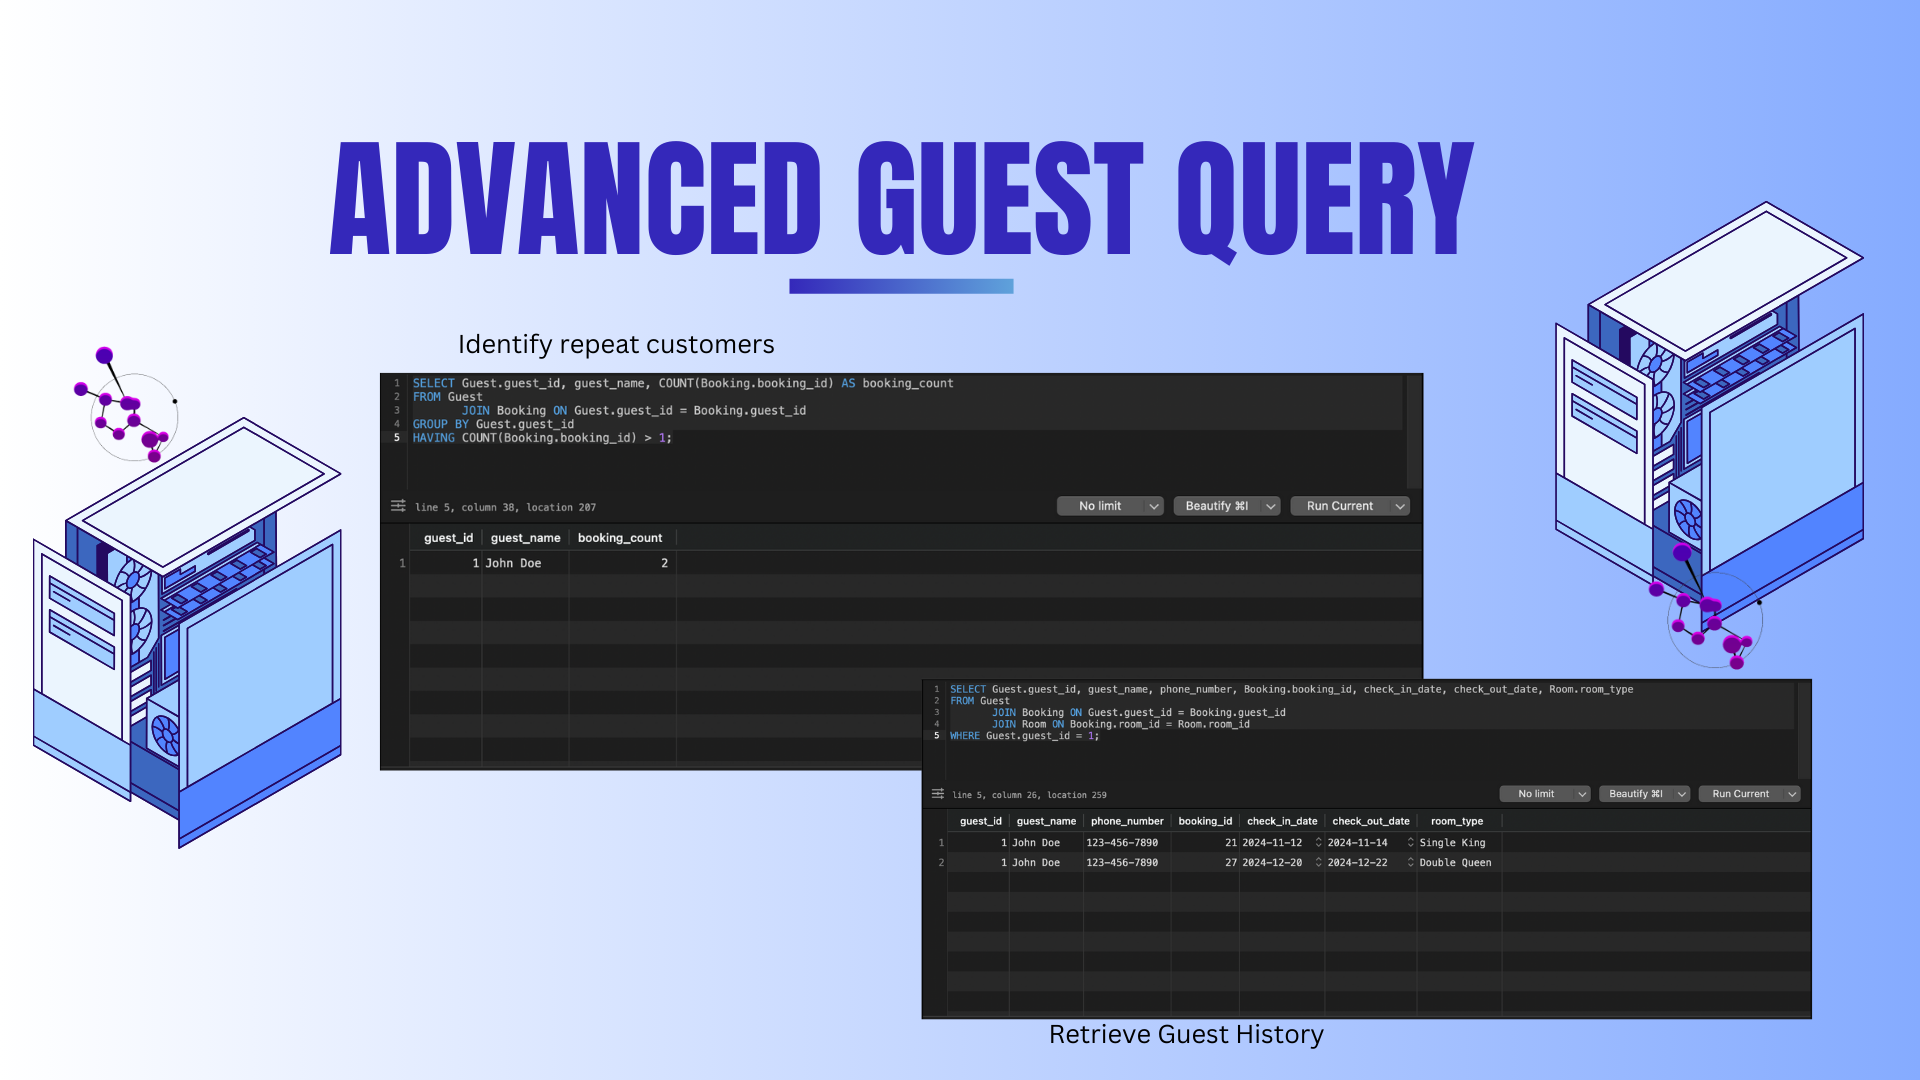 ADVANCED GUEST QUERY
Identify repeat customers
1 SELECT Guest.guest_id, guest_name, COUNT(Booking.booking_id) AS booking_count
2 FROM Guest
3 JOIN Booking ON Guest.guest_id = Booking.guest_id
4 GROUP BY Guest.guest_id
5 HAVING COUNT(Booking.booking_id) > 1;
line 5, column 38, location 207 No limit Beautify ⌘I Run Current
guest_id guest_name booking_count
1 1 John Doe 2
1 SELECT Guest.guest_id, guest_name, phone_number, Booking.booking_id, check_in_date, check_out_date, Room.room_type
2 FROM Guest
3 JOIN Booking ON Guest.guest_id = Booking.guest_id
4 JOIN Room ON Booking.room_id = Room.room_id
5 WHERE Guest.guest_id = 1;
line 5, column 26, location 259 No limit Beautify ⌘I Run Current
guest_id guest_name phone_number booking_id check_in_date check_out_date room_type
1 1 John Doe 123-456-7890 21 2024-11-12 2024-11-14 Single King
2 1 John Doe 123-456-7890 27 2024-12-20 2024-12-22 Double Queen
Retrieve Guest History